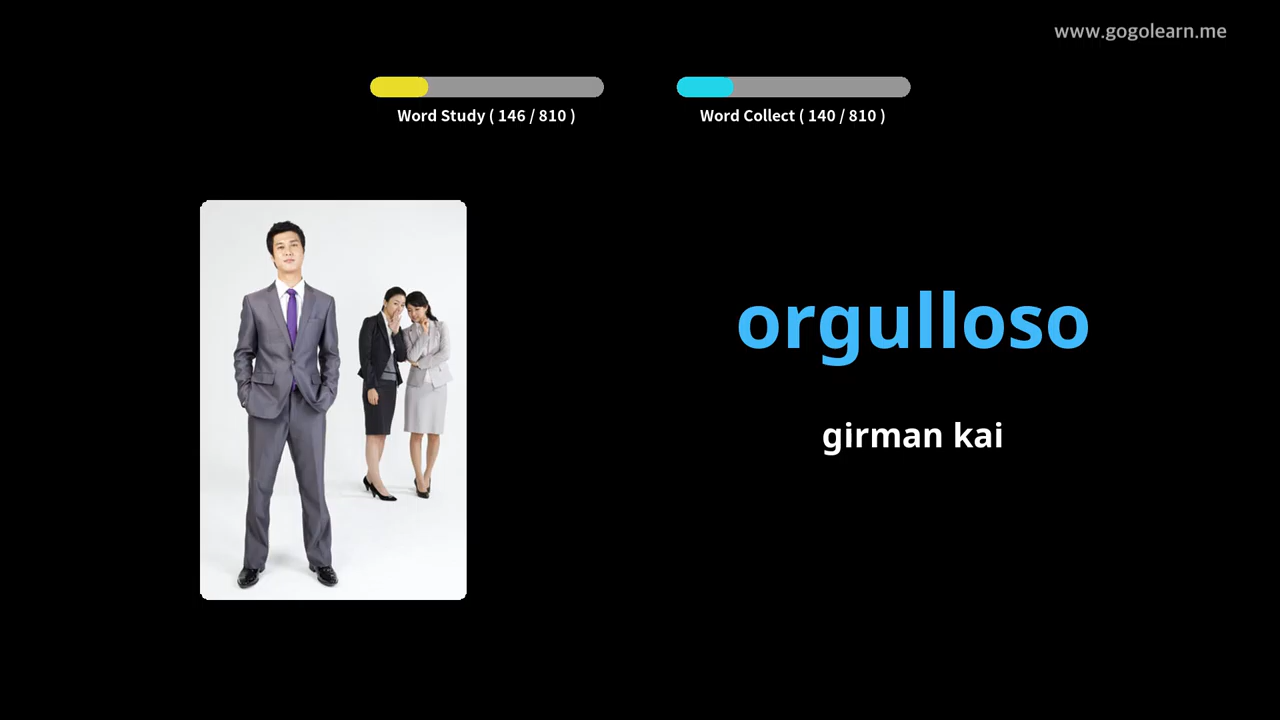 www.gogolearn.me
Word Study ( 146 / 810 )
Word Collect ( 140 / 810 )
orgulloso
girman kai